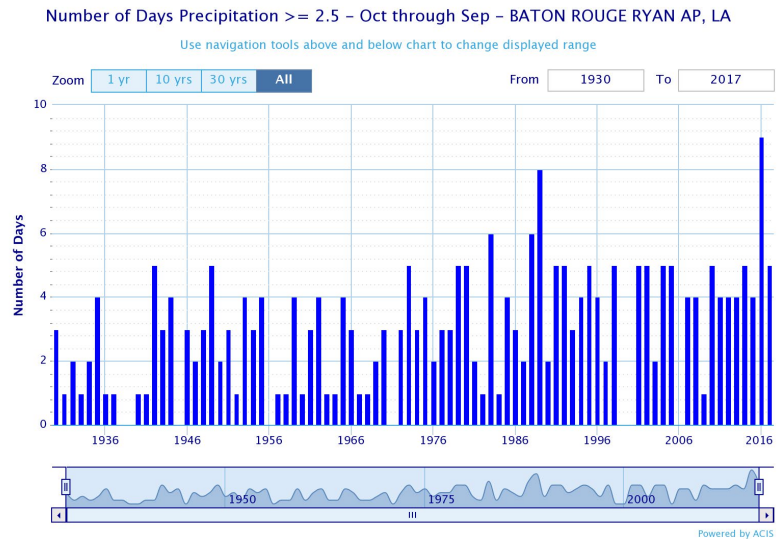 Number of Days Precipitation >= 2.5 – Oct through Sep – BATON ROUGE RYAN AP, LA
Use navigation tools above and below chart to change displayed range
Zoom 1 yr 10 yrs 30 yrs All From 1930 To 2017
10
8
6
4
2
0
Number of Days
1936 1946 1956 1966 1976 1986 1996 2006 2016
1950 1975 2000
Powered by ACIS